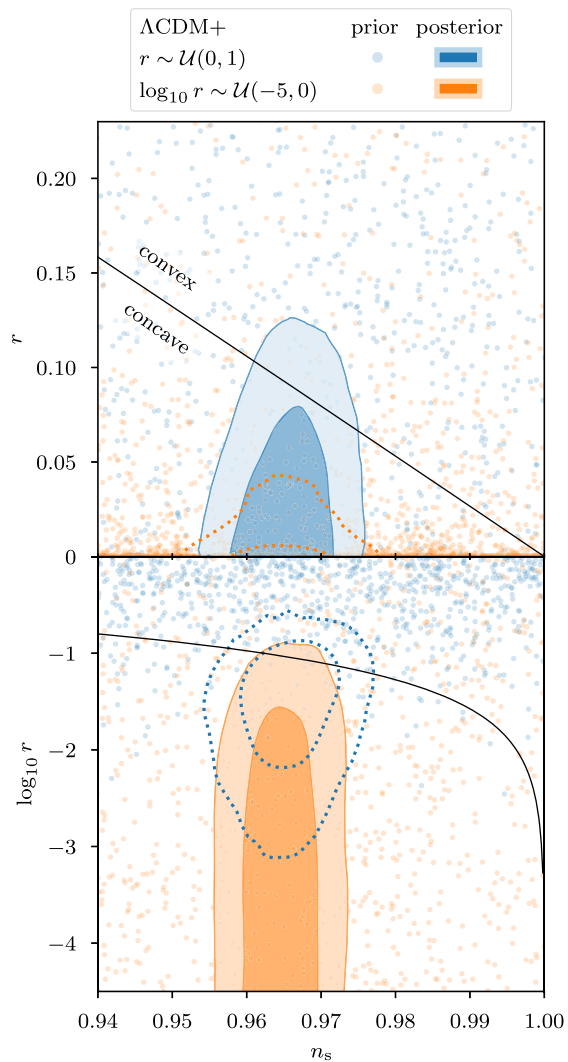 ΛCDM+ prior posterior
r ∼ 𝒰(0, 1)
log₁₀ r ∼ 𝒰(−5, 0)
0.20
0.15
0.10
0.05
0
r
convex
concave
−1
−2
−3
−4
log₁₀ r
0.94 0.95 0.96 0.97 0.98 0.99 1.00
nₛ